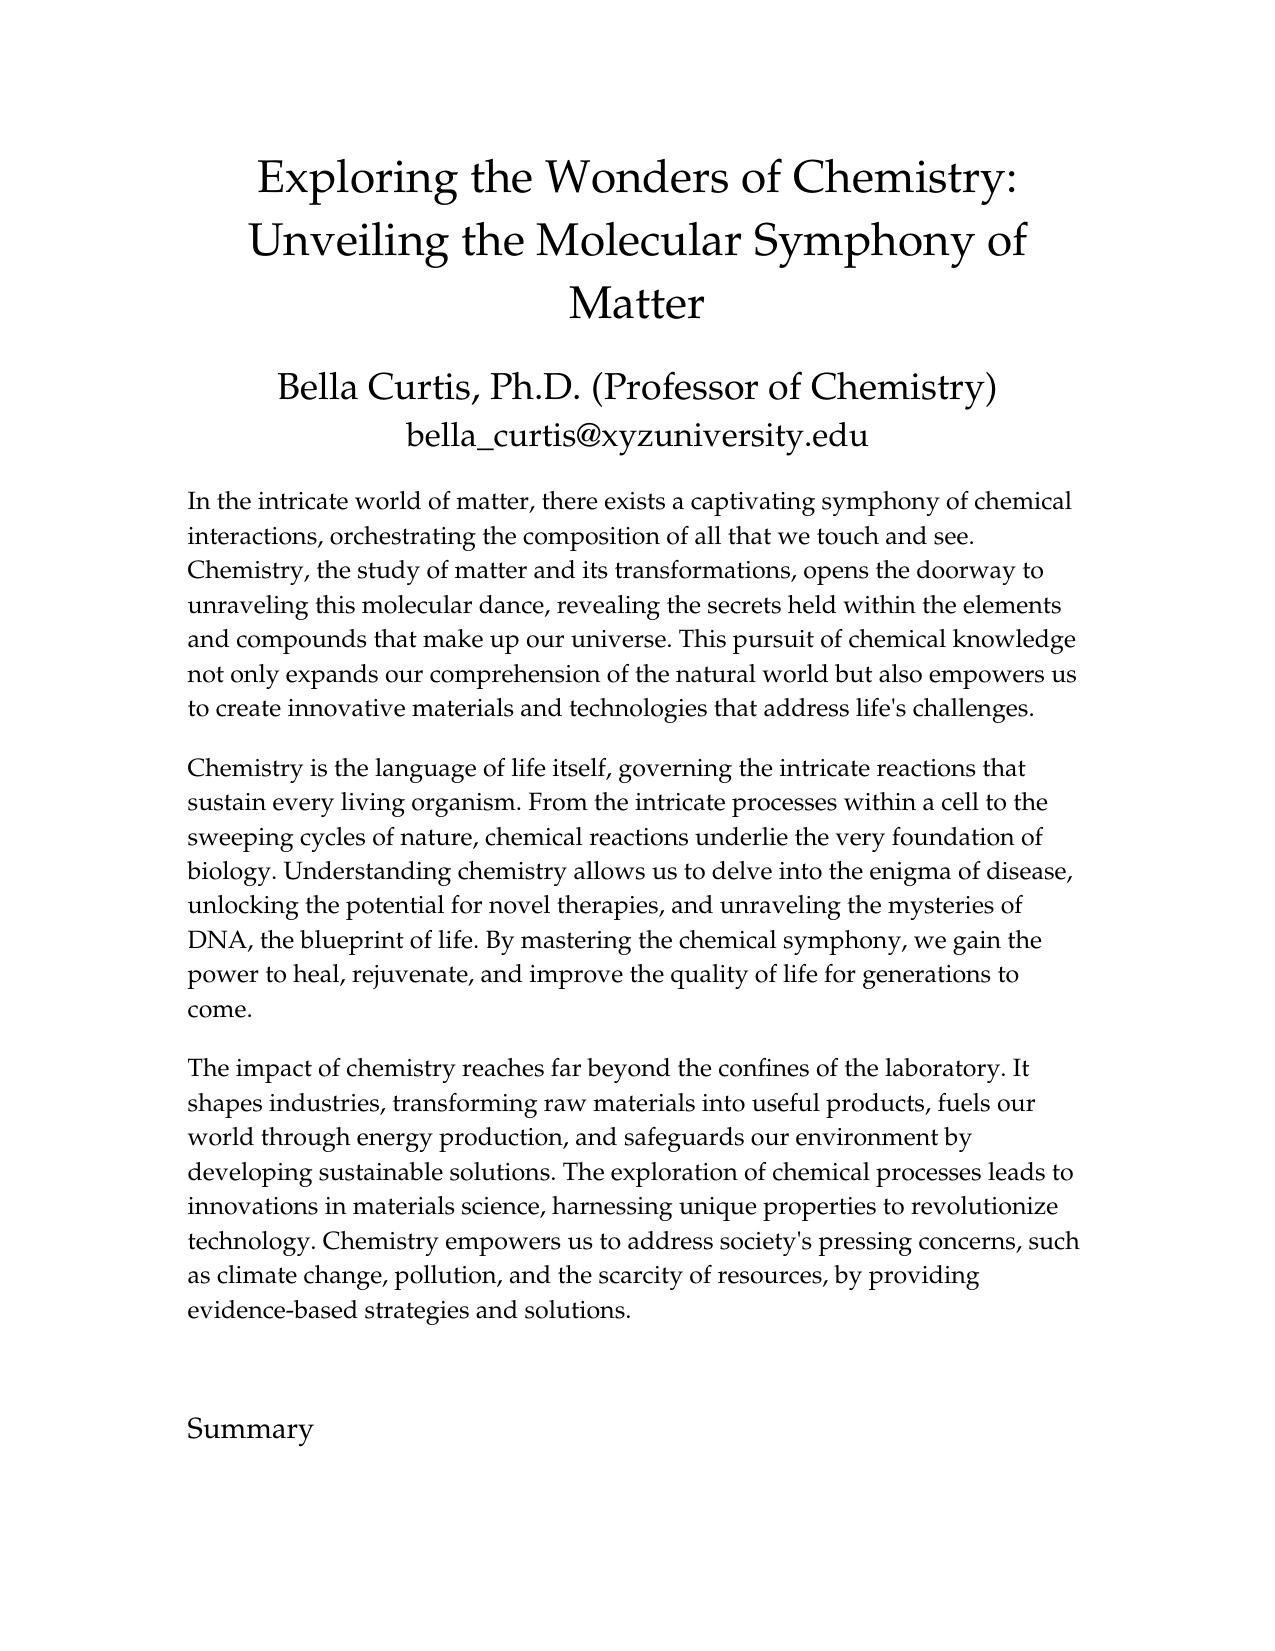 Exploring the Wonders of Chemistry:
Unveiling the Molecular Symphony of
Matter
Bella Curtis, Ph.D. (Professor of Chemistry)
bella_curtis@xyzuniversity.edu
In the intricate world of matter, there exists a captivating symphony of chemical
interactions, orchestrating the composition of all that we touch and see.
Chemistry, the study of matter and its transformations, opens the doorway to
unraveling this molecular dance, revealing the secrets held within the elements
and compounds that make up our universe. This pursuit of chemical knowledge
not only expands our comprehension of the natural world but also empowers us
to create innovative materials and technologies that address life's challenges.
Chemistry is the language of life itself, governing the intricate reactions that
sustain every living organism. From the intricate processes within a cell to the
sweeping cycles of nature, chemical reactions underlie the very foundation of
biology. Understanding chemistry allows us to delve into the enigma of disease,
unlocking the potential for novel therapies, and unraveling the mysteries of
DNA, the blueprint of life. By mastering the chemical symphony, we gain the
power to heal, rejuvenate, and improve the quality of life for generations to
come.
The impact of chemistry reaches far beyond the confines of the laboratory. It
shapes industries, transforming raw materials into useful products, fuels our
world through energy production, and safeguards our environment by
developing sustainable solutions. The exploration of chemical processes leads to
innovations in materials science, harnessing unique properties to revolutionize
technology. Chemistry empowers us to address society's pressing concerns, such
as climate change, pollution, and the scarcity of resources, by providing
evidence-based strategies and solutions.
Summary